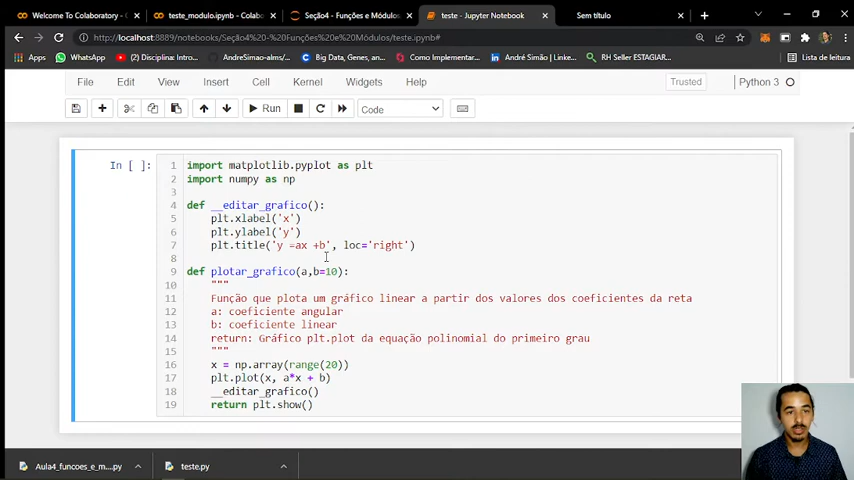 Welcome To Colaboratory - Cola
teste_modulo.ipynb - Colaborato
Seção4 - Funções e Módulos/
teste - Jupyter Notebook
Sem título
http://localhost:8889/notebooks/Seção4%20-%20Funções%20e%20Módulos/teste.ipynb#
Apps
WhatsApp
(1) Disciplina: Introd...
AndreSimao-alms/...
Big Data, Genes, an...
Como Implementar...
André Simão | Linke...
RH Seller ESTAGIAR...
Lista de leitura
File Edit View Insert Cell Kernel Widgets Help
Trusted
Python 3
Run
Code
In [ ]:
1 import matplotlib.pyplot as plt
2 import numpy as np
3
4 def __editar_grafico():
5 plt.xlabel('x')
6 plt.ylabel('y')
7 plt.title('y =ax +b', loc='right')
8
9 def plotar_grafico(a,b=10):
10 """
11 Função que plota um gráfico linear a partir dos valores dos coeficientes da reta
12 a: coeficiente angular
13 b: coeficiente linear
14 return: Gráfico plt.plot da equação polinomial do primeiro grau
15 """
16 x = np.array(range(20))
17 plt.plot(x, a*x + b)
18 __editar_grafico()
19 return plt.show()
Aula4_funcoes_e_m....py
teste.py